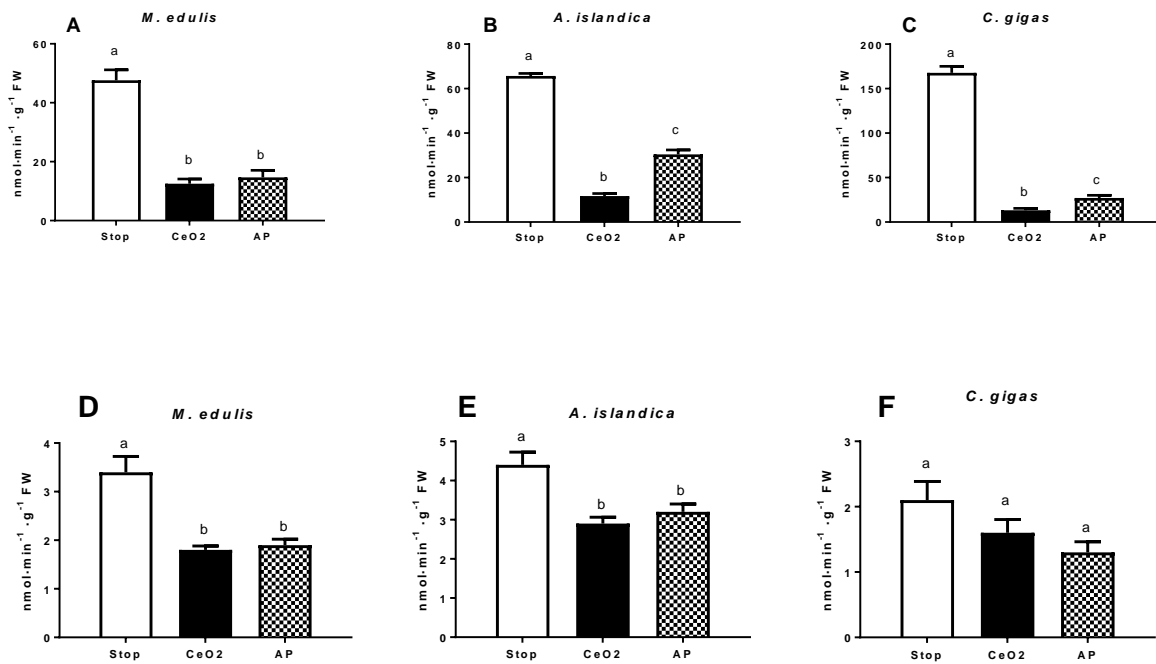 A M. edulis
nmol·min⁻¹ ·g⁻¹ FW
60
40
20
0
a
b
b
Stop CeO2 AP
B A. islandica
nmol·min⁻¹ ·g⁻¹ FW
80
60
40
20
0
a
b
c
Stop CeO2 AP
C C. gigas
nmol·min⁻¹ ·g⁻¹ FW
200
150
100
50
0
a
b
c
Stop CeO2 AP
D M. edulis
nmol·min⁻¹ ·g⁻¹ FW
4
3
2
1
0
a
b
b
Stop CeO2 AP
E A. islandica
nmol·min⁻¹ ·g⁻¹ FW
5
4
3
2
1
0
a
b
b
Stop CeO2 AP
F C. gigas
nmol·min⁻¹ ·g⁻¹ FW
3
2
1
0
a
a
a
Stop CeO2 AP